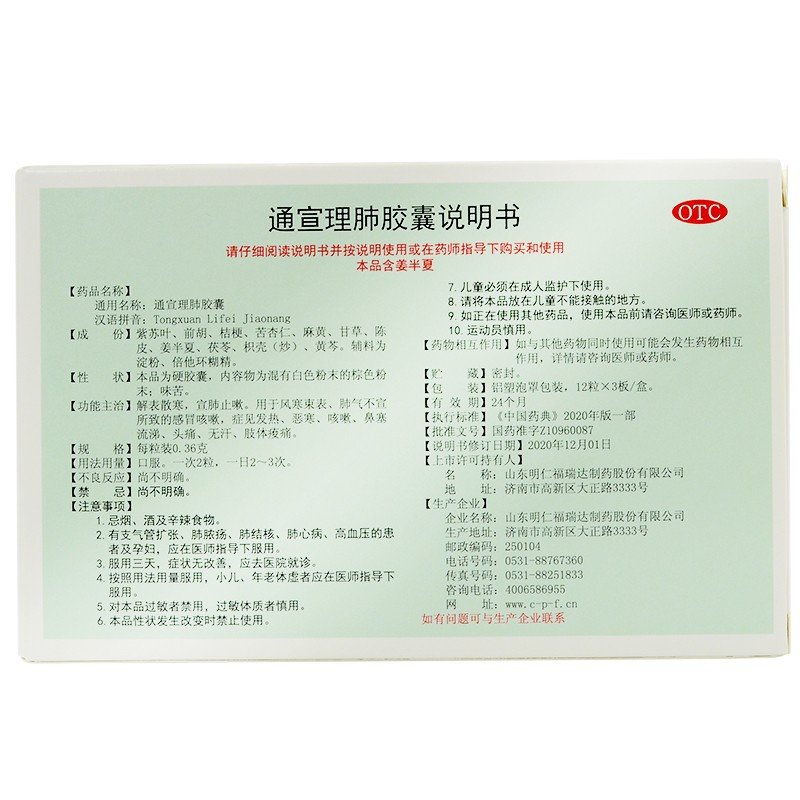 通宣理肺胶囊说明书
OTC
请仔细阅读说明书并按说明使用或在药师指导下购买和使用
本品含姜半夏
【药品名称】
通用名称：通宣理肺胶囊
汉语拼音：Tongxuan Lifei Jiaonang
【成 份】紫苏叶、前胡、桔梗、苦杏仁、麻黄、甘草、陈
皮、姜半夏、茯苓、枳壳（炒）、黄芩。辅料为
淀粉、倍他环糊精。
【性 状】本品为硬胶囊，内容物为混有白色粉末的棕色粉
末；味苦。
【功能主治】解表散寒，宣肺止嗽。用于风寒束表、肺气不宣
所致的感冒咳嗽，症见发热、恶寒、咳嗽、鼻塞
流涕、头痛、无汗、肢体疼痛。
【规 格】每粒装0.36克
【用法用量】口服。一次2粒，一日2～3次。
【不良反应】尚不明确。
【禁 忌】尚不明确。
【注意事项】
1. 忌烟、酒及辛辣食物。
2. 有支气管扩张、肺脓疡、肺结核、肺心病、高血压的患
者及孕妇，应在医师指导下服用。
3. 服用三天，症状无改善，应去医院就诊。
4. 按照用法用量服用，小儿、年老体虚者应在医师指导下
服用。
5. 对本品过敏者禁用，过敏体质者慎用。
6. 本品性状发生改变时禁止使用。
7. 儿童必须在成人监护下使用。
8. 请将本品放在儿童不能接触的地方。
9. 如正在使用其他药品，使用本品前请咨询医师或药师。
10. 运动员慎用。
【药物相互作用】如与其他药物同时使用可能会发生药物相互
作用，详情请咨询医师或药师。
【贮 藏】密封。
【包 装】铝塑泡罩包装，12粒×3板/盒。
【有 效 期】24个月
【执行标准】《中国药典》2020年版一部
【批准文号】国药准字Z10960087
【说明书修订日期】2020年12月01日
【上市许可持有人】
名 称：山东明仁福瑞达制药股份有限公司
地 址：济南市高新区大正路3333号
【生产企业】
企业名称：山东明仁福瑞达制药股份有限公司
生产地址：济南市高新区大正路3333号
邮政编码：250104
电话号码：0531-88767360
传真号码：0531-88251833
咨询电话：4006586955
网 址：www.c-p-f.cn
如有问题可与生产企业联系